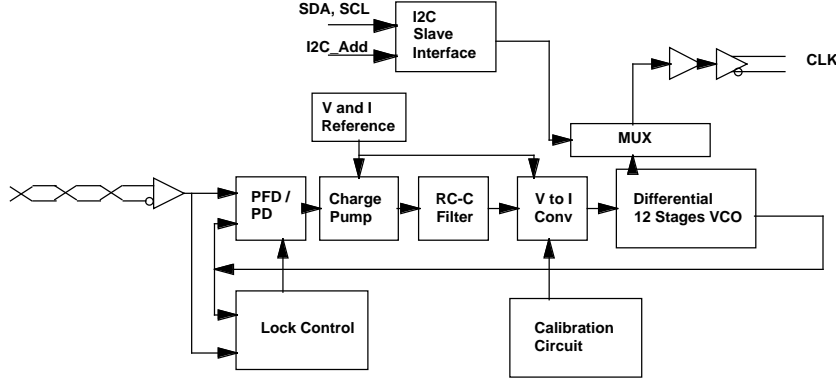 SDA, SCL
I2C_Add
I2C
Slave
Interface
CLK
V and I
Reference
MUX
PFD /
PD
Charge
Pump
RC-C
Filter
V to I
Conv
Differential
12 Stages VCO
Lock Control
Calibration
Circuit